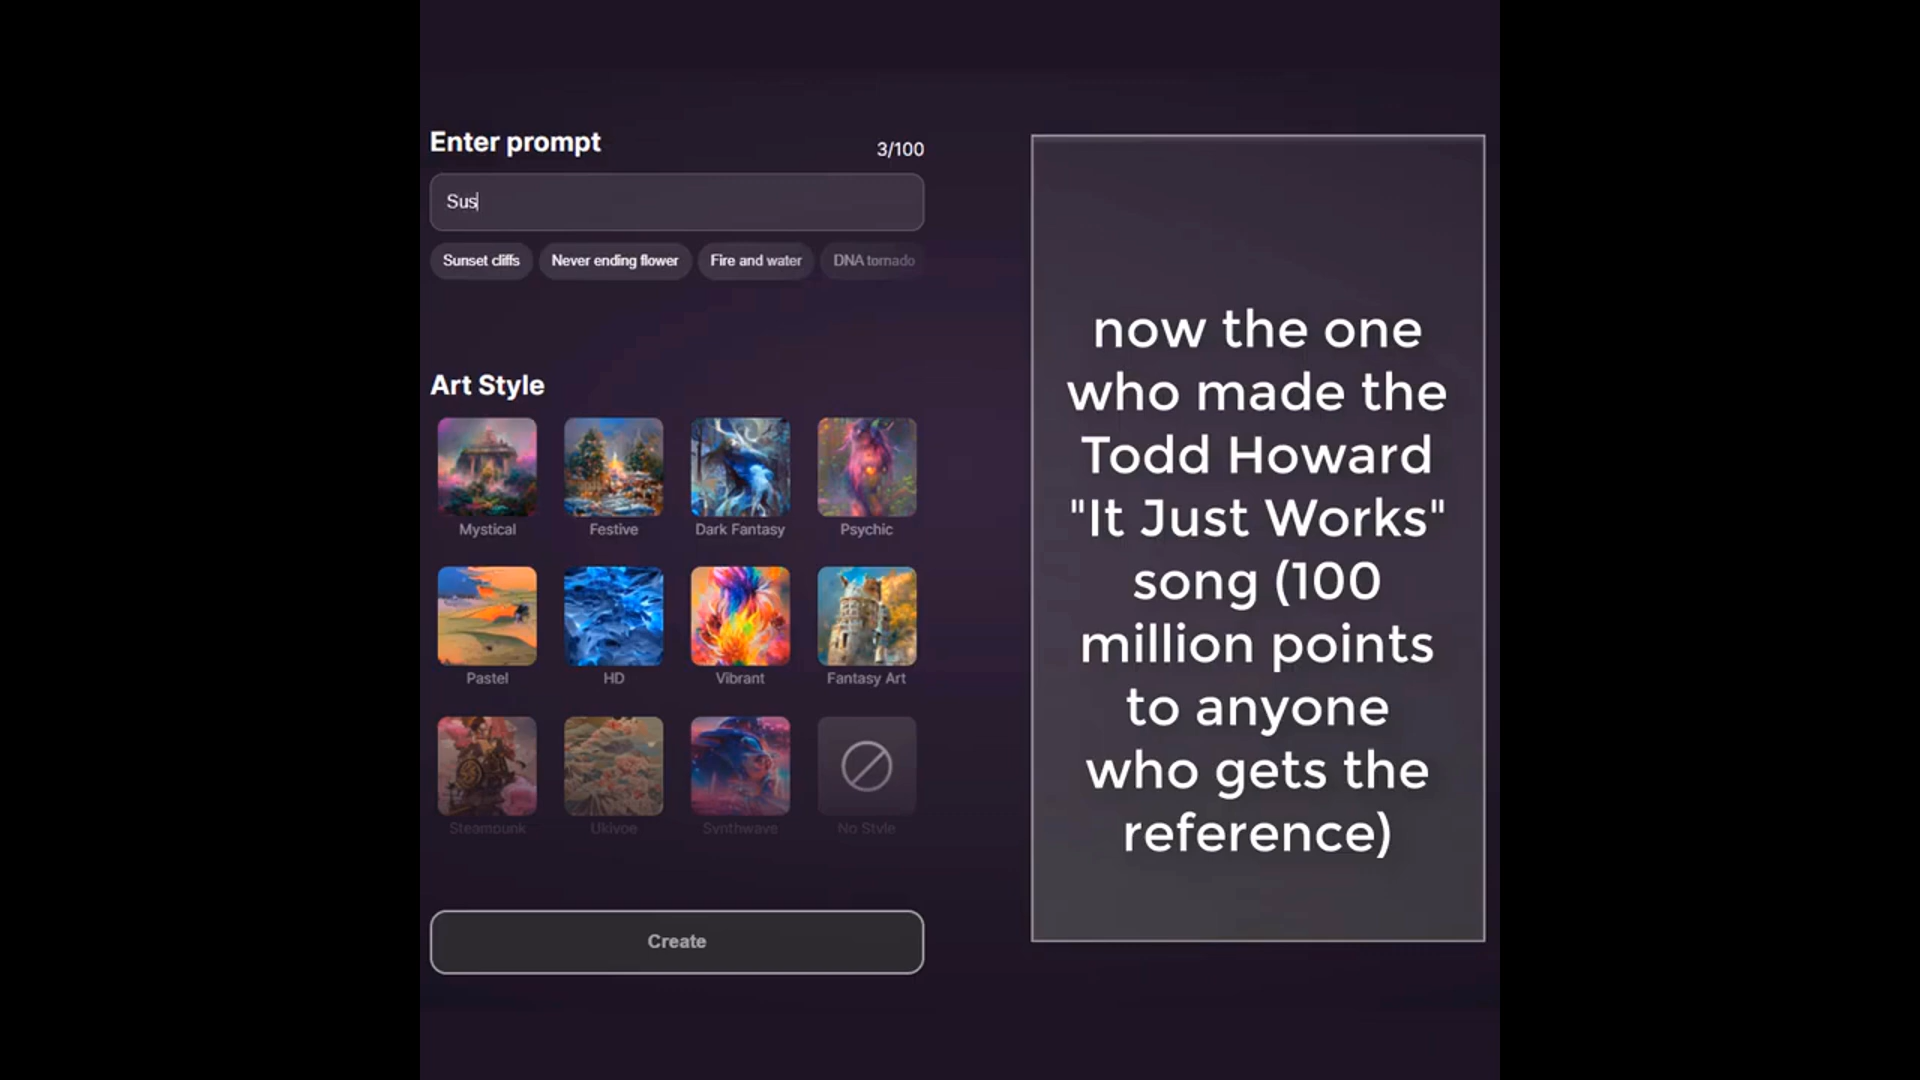 Enter prompt
3/100
Sus
Sunset cliffs
Never ending flower
Fire and water
DNA tornado
Art Style
Mystical
Festive
Dark Fantasy
Psychic
Pastel
HD
Vibrant
Fantasy Art
Steampunk
Ukiyoe
Synthwave
No Style
Create
now the one
who made the
Todd Howard
"It Just Works"
song (100
million points
to anyone
who gets the
reference)